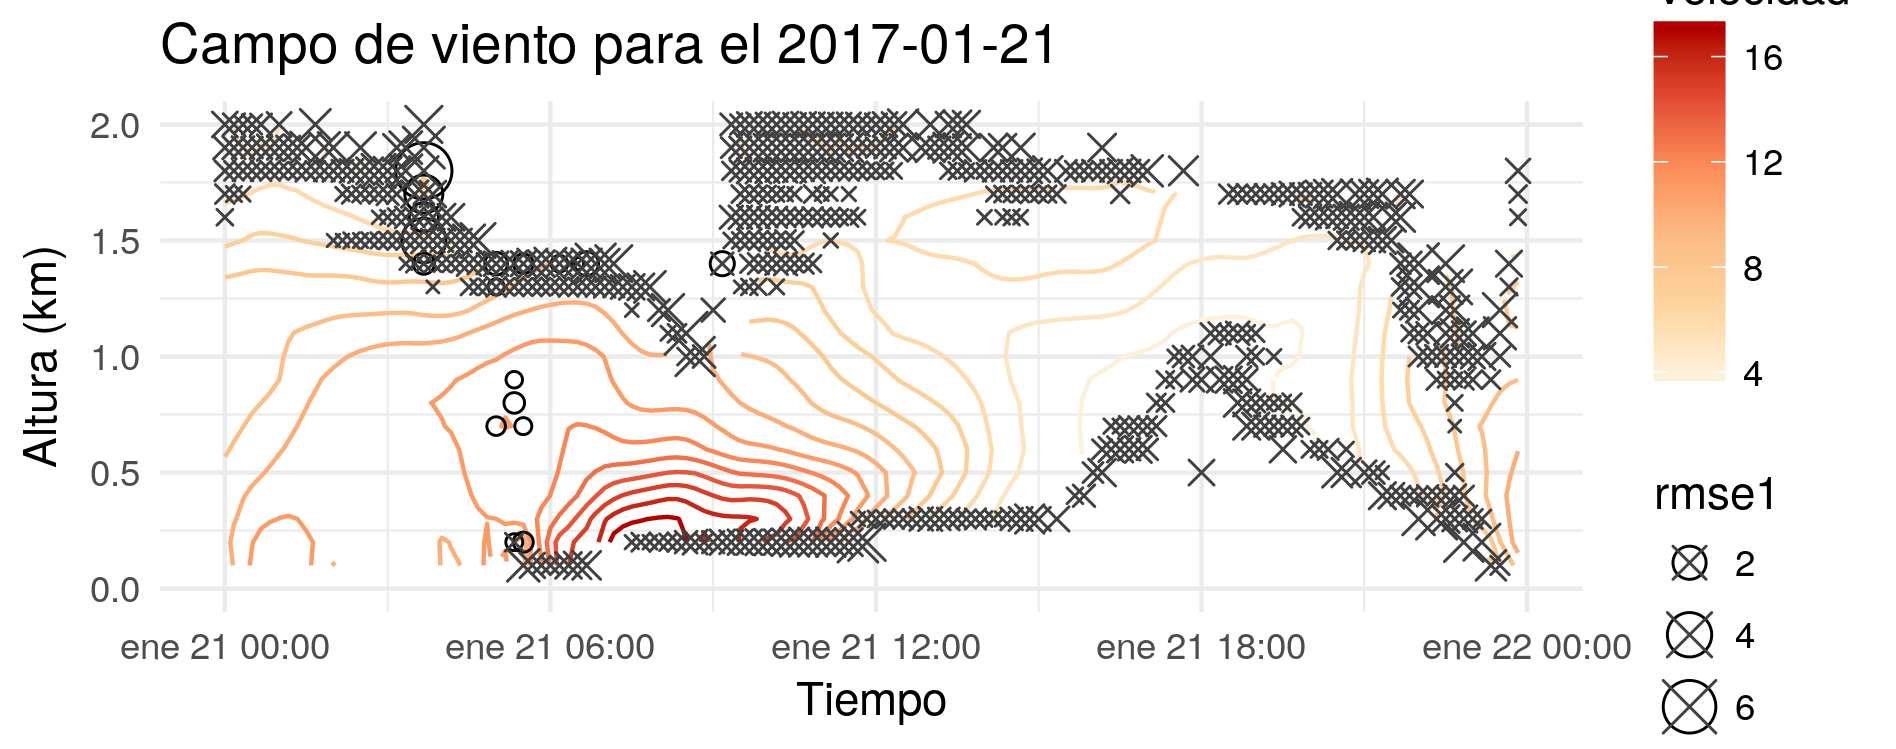 Campo de viento para el 2017-01-21
Velocidad
16
12
8
4
2.0
1.5
1.0
0.5
0.0
Altura (km)
ene 21 00:00
ene 21 06:00
ene 21 12:00
ene 21 18:00
ene 22 00:00
Tiempo
rmse1
2
4
6